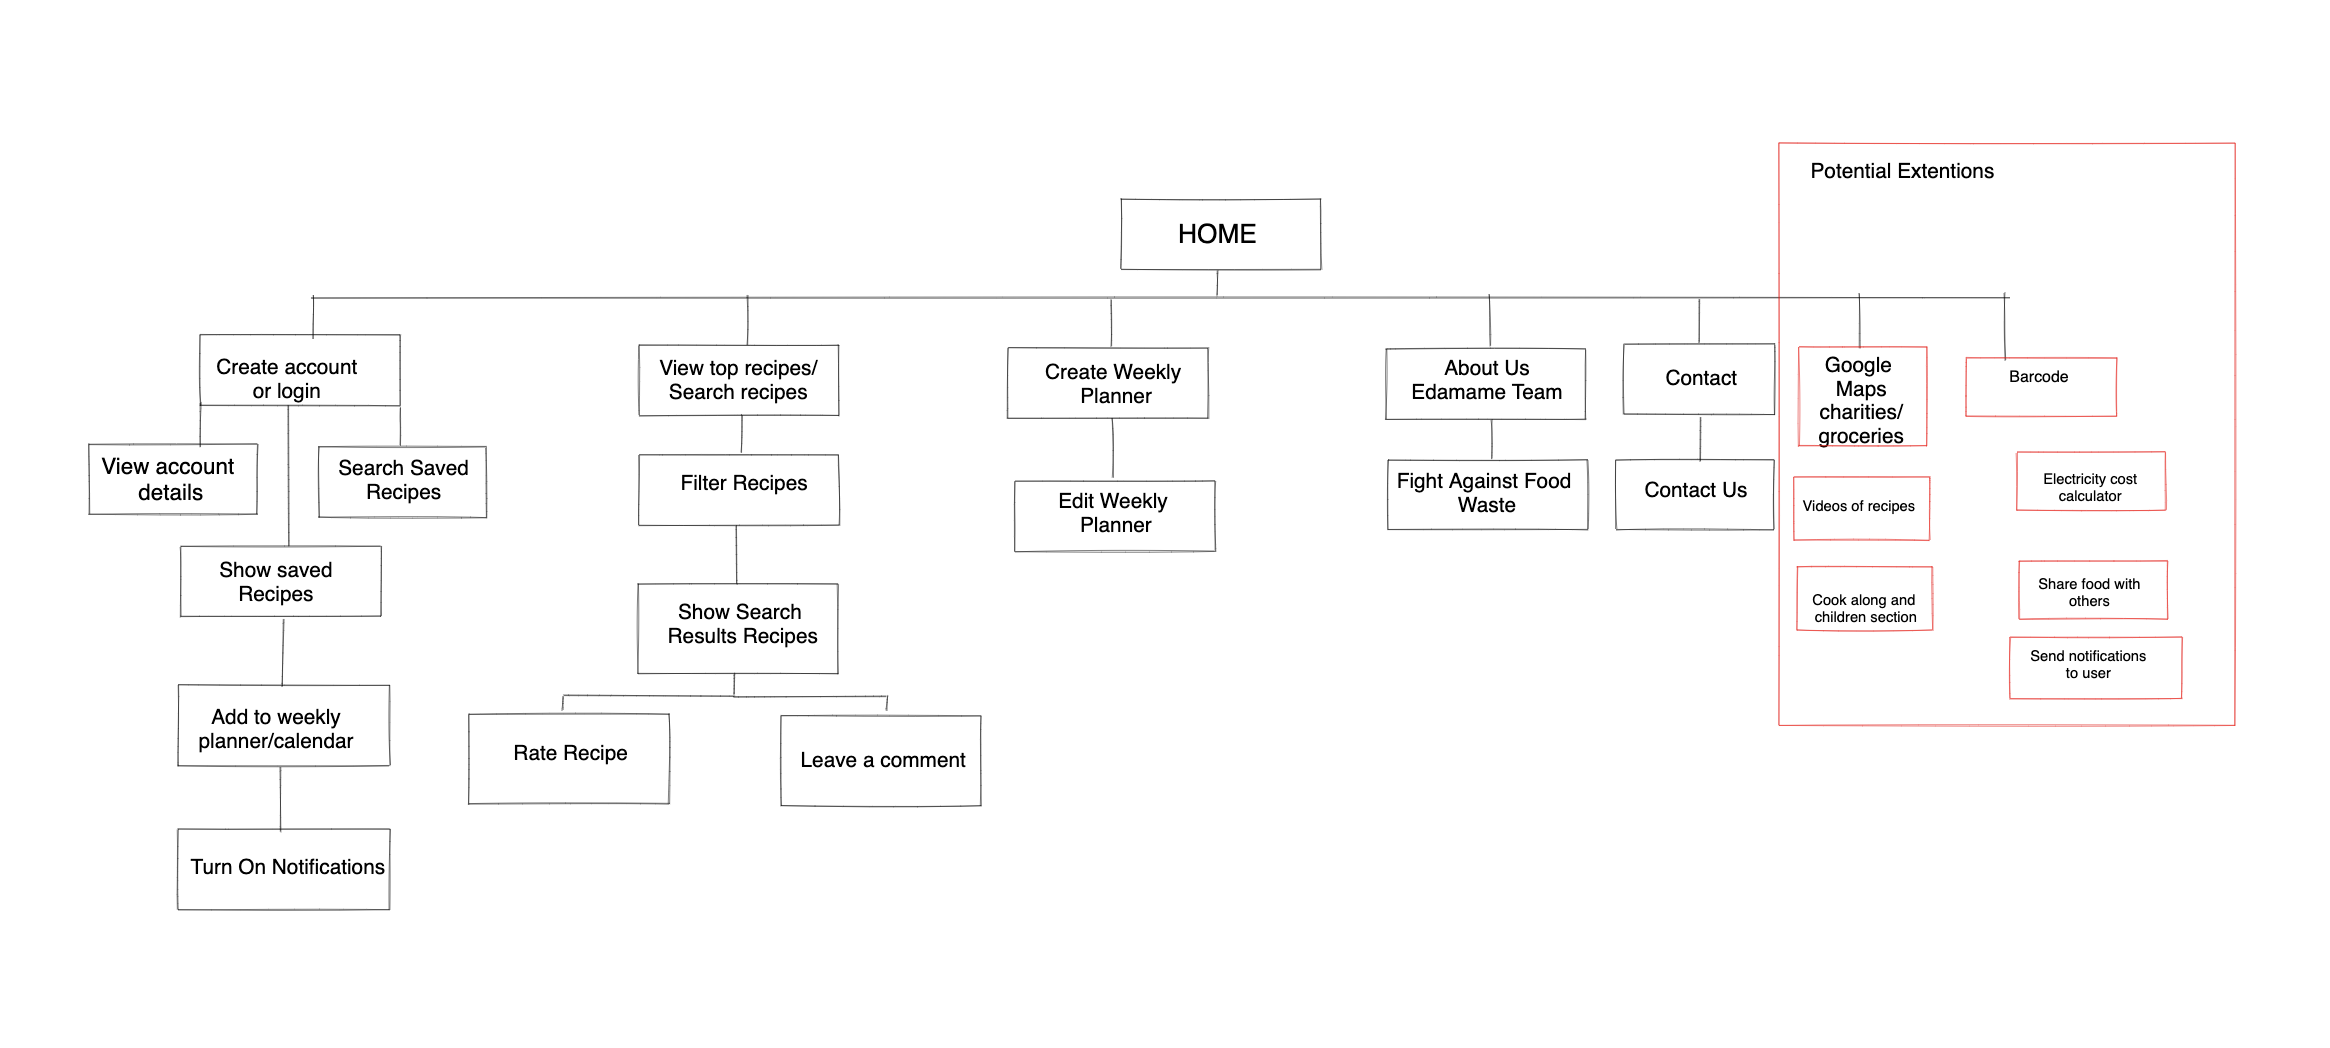 Potential Extentions
HOME
Create account
or login
View top recipes/
Search recipes
Create Weekly
Planner
About Us
Edamame Team
Contact
Google
Maps
charities/
groceries
Barcode
View account
details
Search Saved
Recipes
Filter Recipes
Edit Weekly
Planner
Fight Against Food
Waste
Contact Us
Videos of recipes
Electricity cost
calculator
Show saved
Recipes
Show Search
Results Recipes
Cook along and
children section
Share food with
others
Send notifications
to user
Add to weekly
planner/calendar
Rate Recipe
Leave a comment
Turn On Notifications